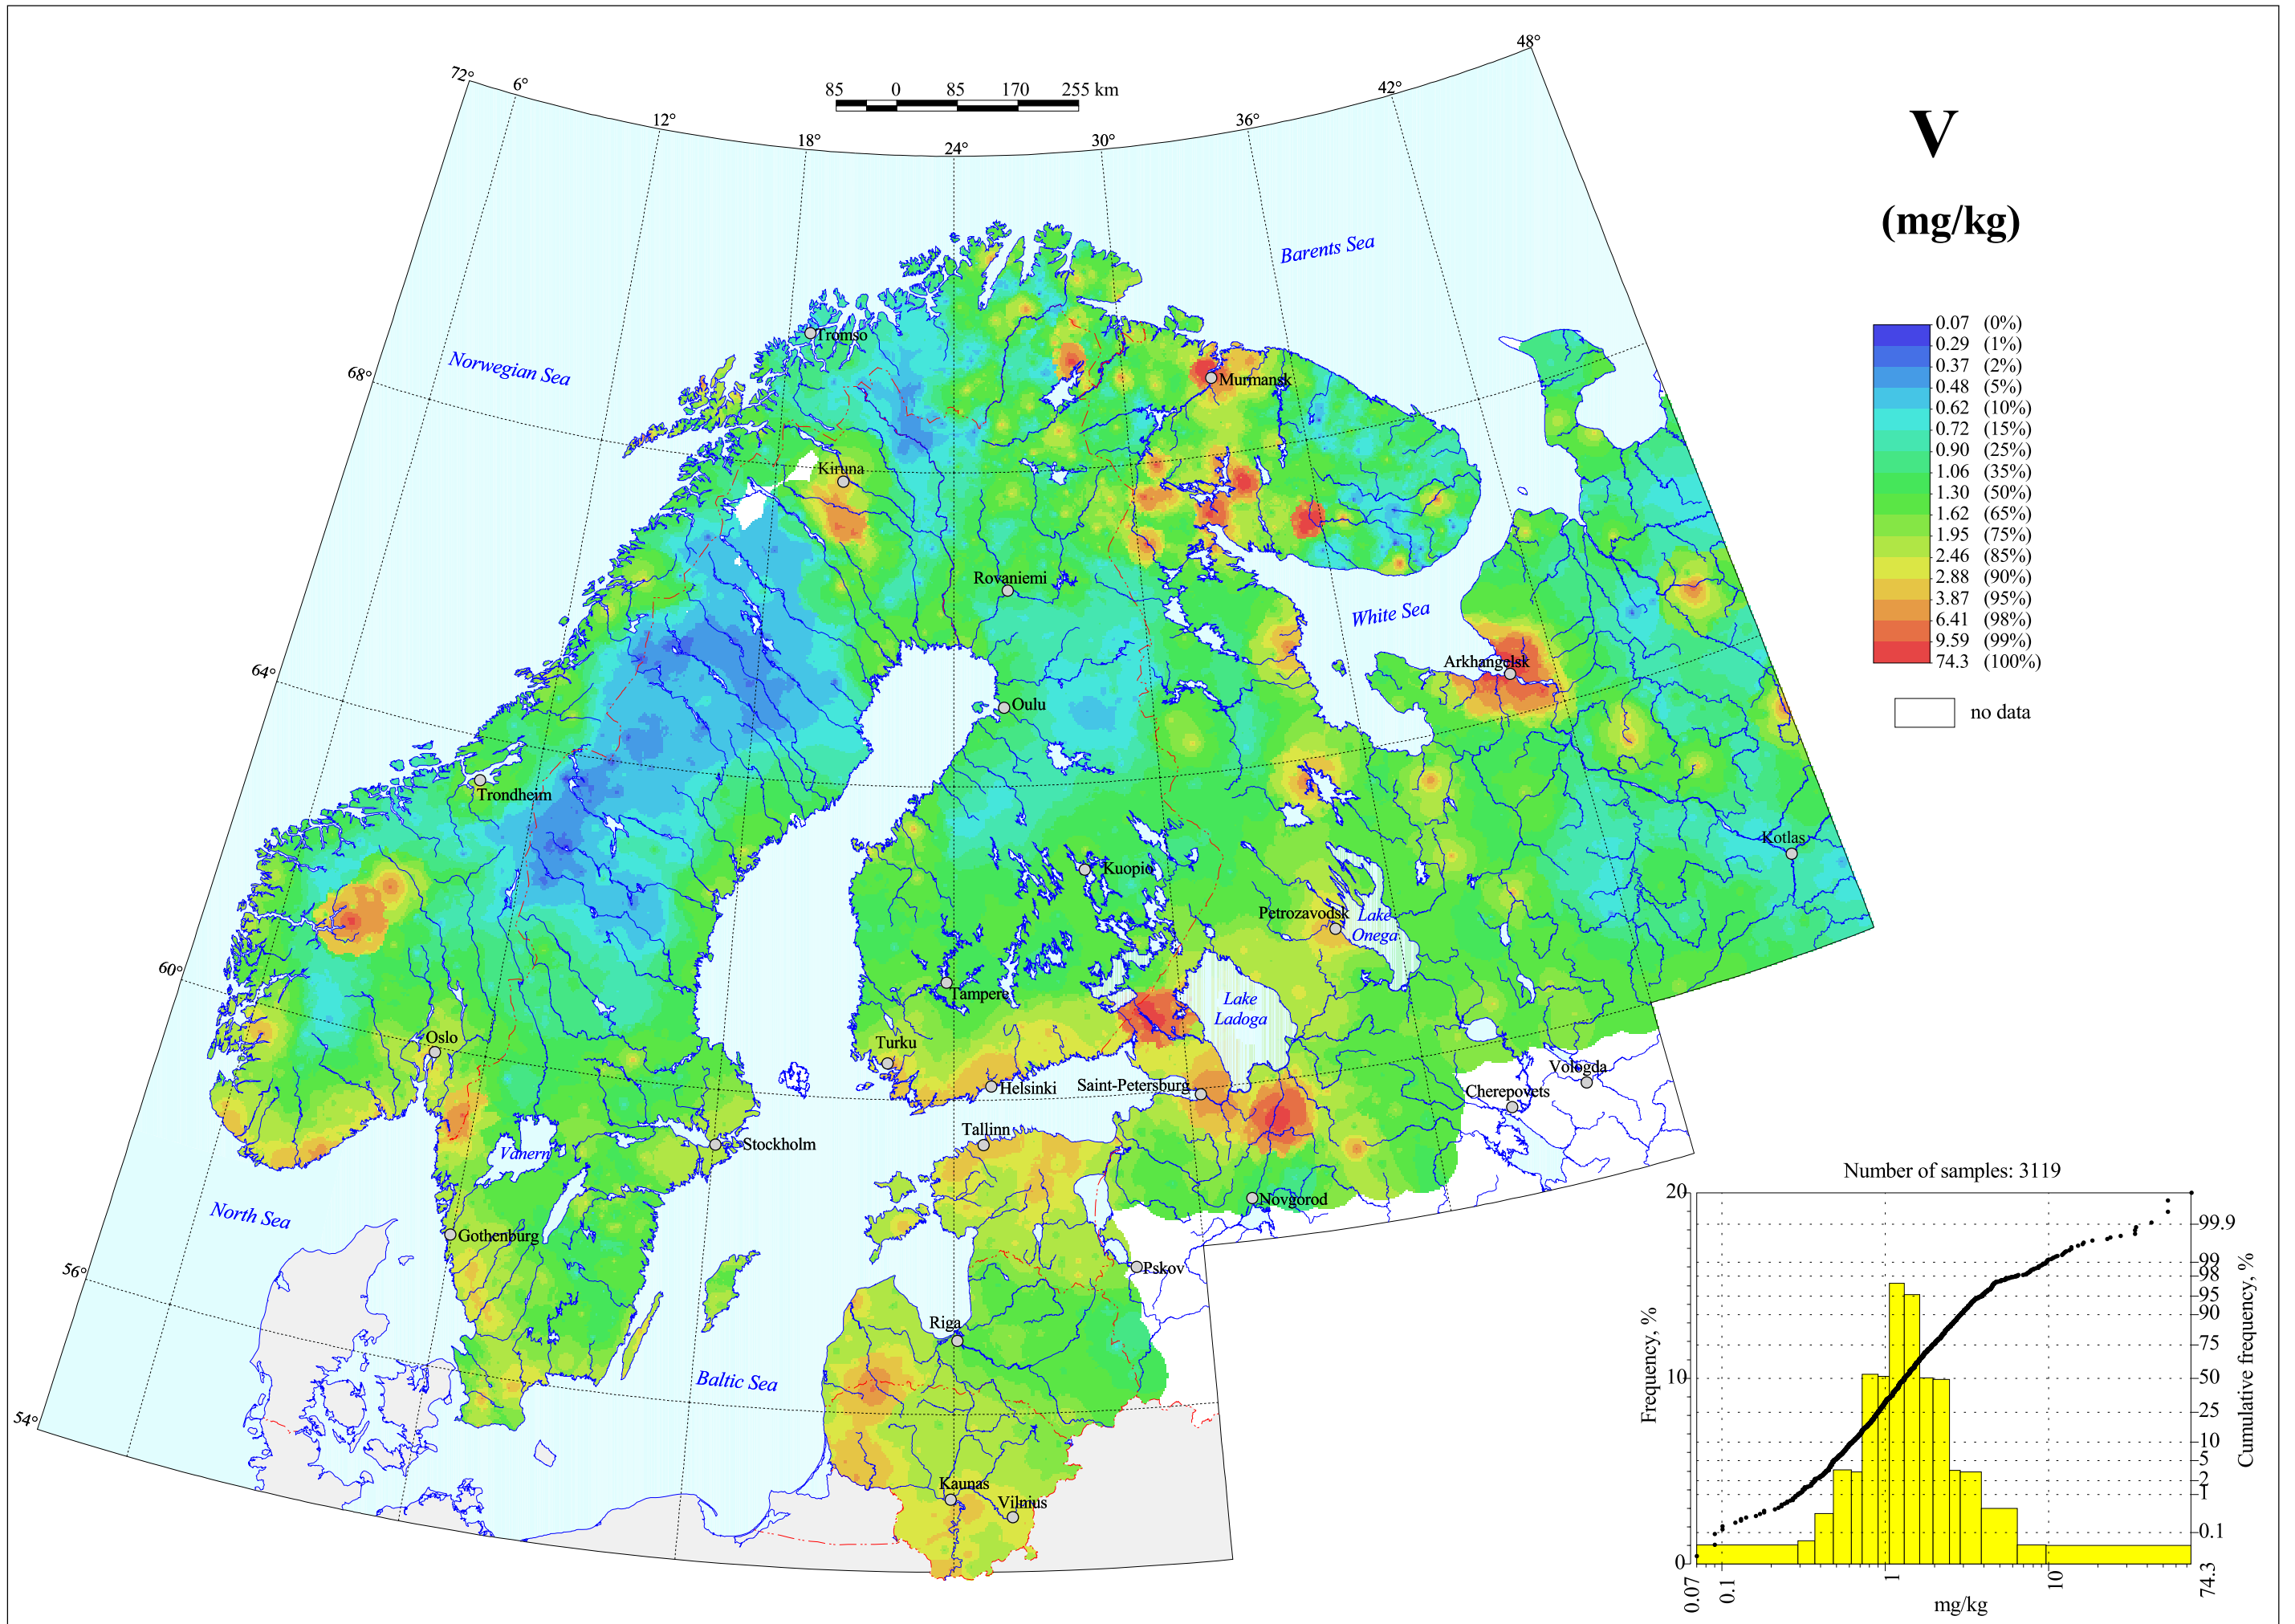 48°
72°
6°
42°
85 0 85 170 255 km
12°
36°
18°
30°
24°
V
(mg/kg)
Barents Sea
0.07 (0%)
0.29 (1%)
0.37 (2%)
0.48 (5%)
0.62 (10%)
0.72 (15%)
0.90 (25%)
1.06 (35%)
1.30 (50%)
1.62 (65%)
1.95 (75%)
2.46 (85%)
2.88 (90%)
3.87 (95%)
6.41 (98%)
9.59 (99%)
74.3 (100%)
no data
Tromso
Norwegian Sea
68°
Murmansk
Kiruna
Rovaniemi
White Sea
Arkhangelsk
64°
Oulu
Trondheim
Kotlas
Kuopio
Petrozavodsk
Lake
Onega
60°
Tampere
Lake
Ladoga
Oslo
Turku
Helsinki
Saint-Petersburg
Vologda
Cherepovets
Tallinn
Stockholm
Vanern
Novgorod
North Sea
Gothenburg
Pskov
56°
Riga
Baltic Sea
54°
Kaunas
Vilnius
Number of samples: 3119
20
10
0
Frequency, %
99.9
99
98
95
90
75
50
25
10
5
2
1
0.1
Cumulative frequency, %
0.07 0.1 1 10 74.3
mg/kg